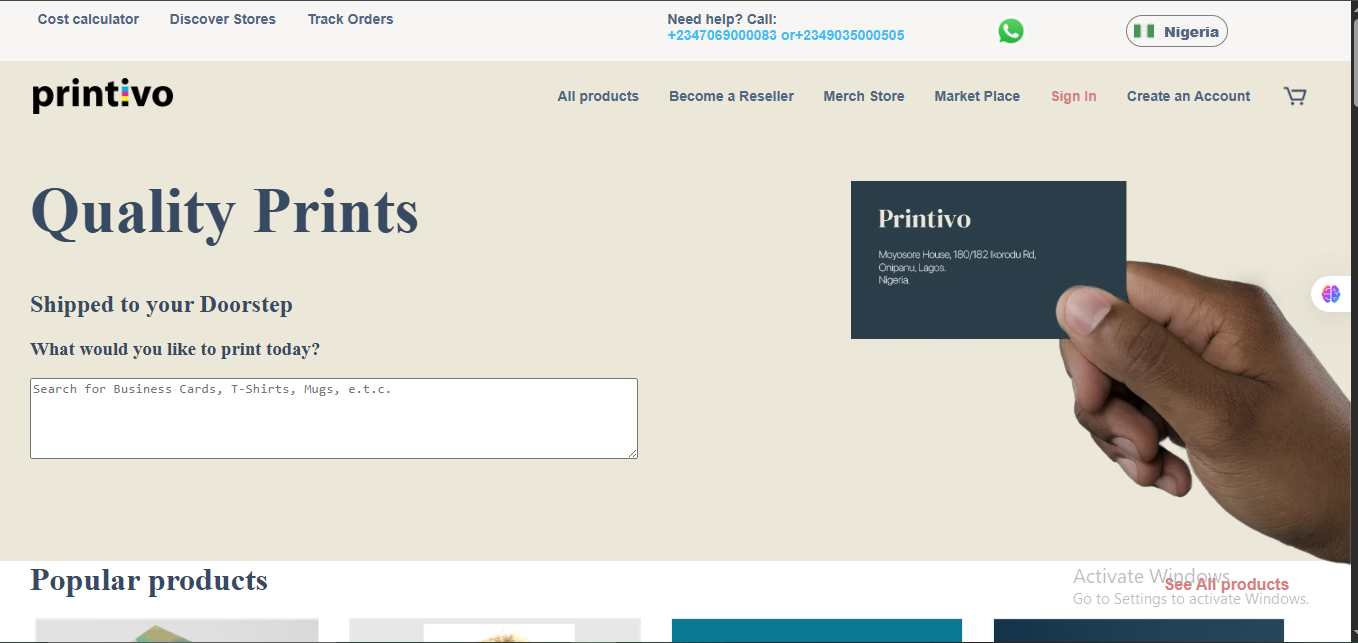 Cost calculator
Discover Stores
Track Orders
Need help? Call:
+2347069000083 or+2349035000505
Nigeria
printivo
All products
Become a Reseller
Merch Store
Market Place
Sign In
Create an Account
Quality Prints
Shipped to your Doorstep
What would you like to print today?
Search for Business Cards, T-Shirts, Mugs, e.t.c.
Printivo
Moyosore House, 180/182 Ikorodu Rd,
Onipanu, Lagos.
Nigeria.
Popular products
See All products
Activate Windows
Go to Settings to activate Windows.